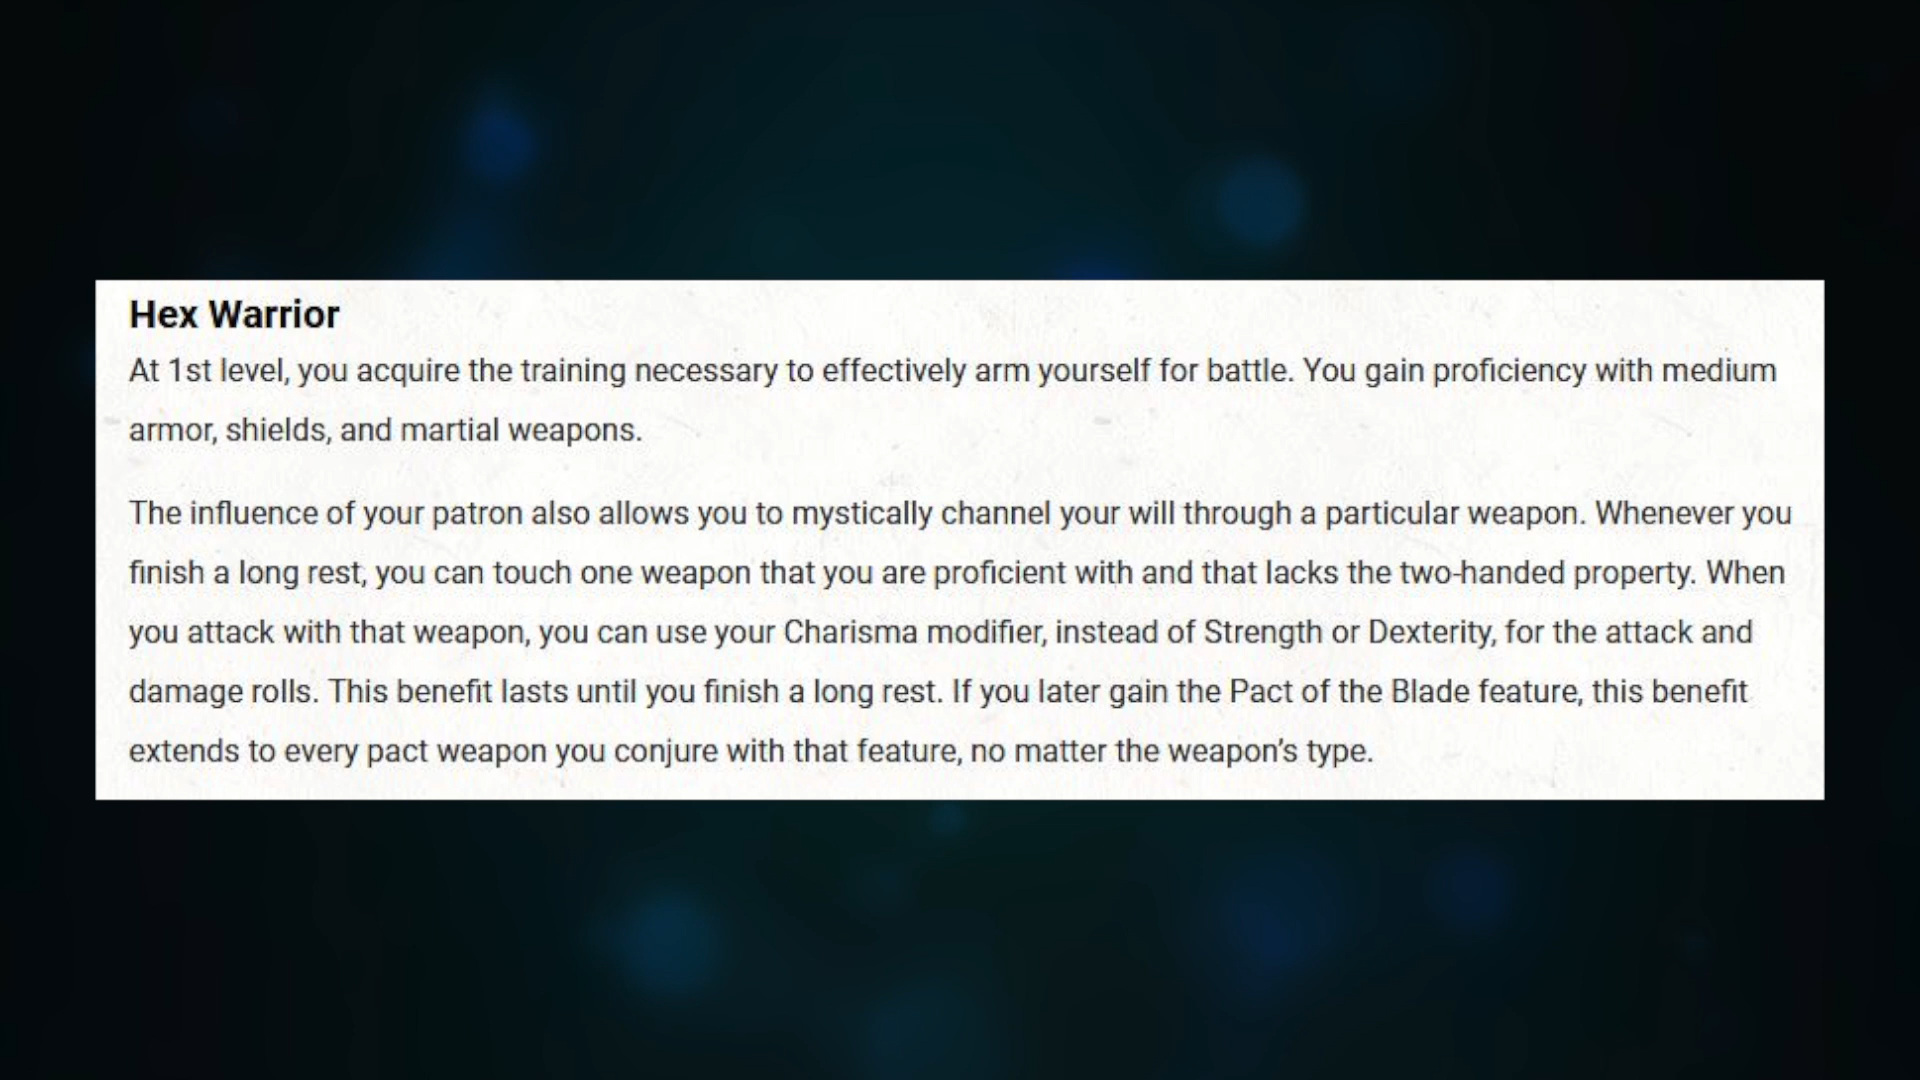 Hex Warrior
At 1st level, you acquire the training necessary to effectively arm yourself for battle. You gain proficiency with medium
armor, shields, and martial weapons.
The influence of your patron also allows you to mystically channel your will through a particular weapon. Whenever you
finish a long rest, you can touch one weapon that you are proficient with and that lacks the two-handed property. When
you attack with that weapon, you can use your Charisma modifier, instead of Strength or Dexterity, for the attack and
damage rolls. This benefit lasts until you finish a long rest. If you later gain the Pact of the Blade feature, this benefit
extends to every pact weapon you conjure with that feature, no matter the weapon’s type.